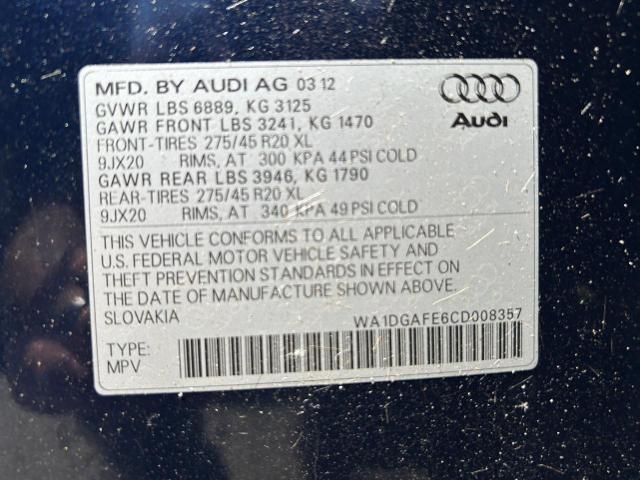 MFD. BY AUDI AG 03 12
GVWR LBS 6889, KG 3125
GAWR FRONT LBS 3241, KG 1470
FRONT-TIRES 275/45 R20 XL
9JX20 RIMS, AT 300 KPA 44 PSI COLD
GAWR REAR LBS 3946, KG 1790
REAR-TIRES 275/45 R20 XL
9JX20 RIMS, AT 340 KPA 49 PSI COLD
Audi
THIS VEHICLE CONFORMS TO ALL APPLICABLE
U.S. FEDERAL MOTOR VEHICLE SAFETY AND
THEFT PREVENTION STANDARDS IN EFFECT ON
THE DATE OF MANUFACTURE SHOWN ABOVE.
SLOVAKIA WA1DGAFE6CD008357
TYPE:
MPV